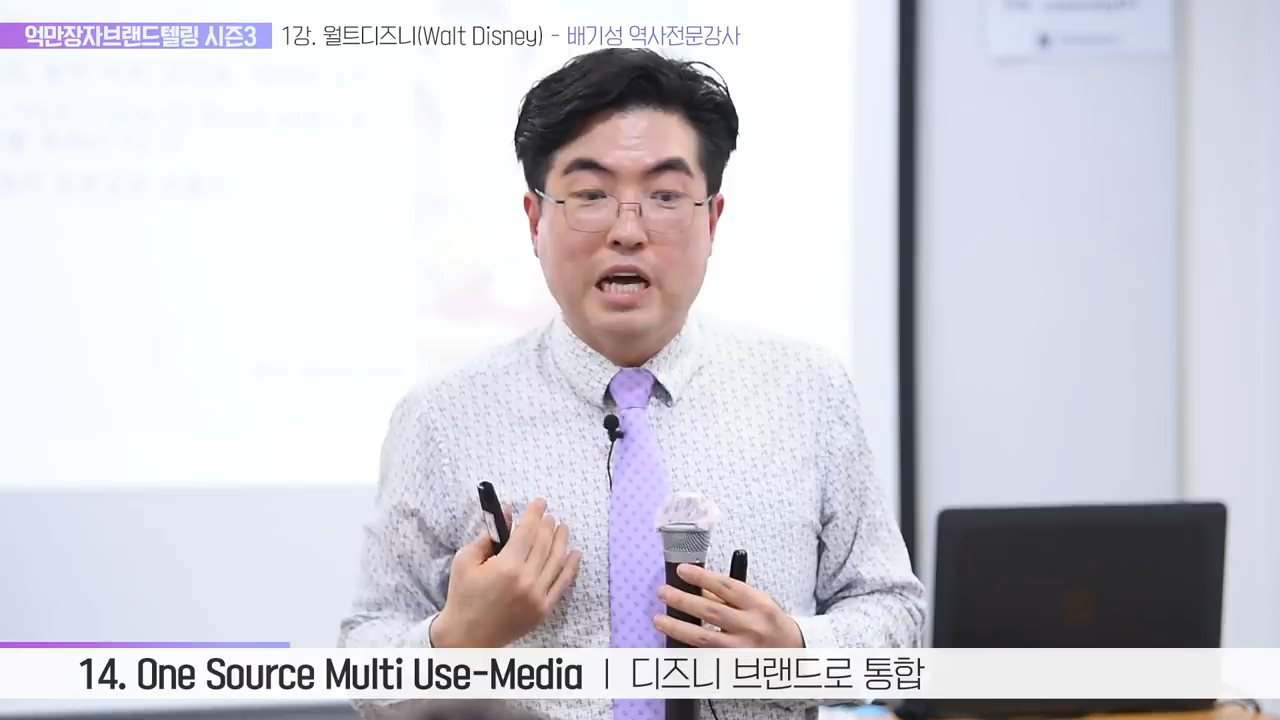 억만장자브랜드텔링 시즌3 1강. 월트디즈니(Walt Disney) - 배기성 역사전문강사
14. One Source Multi Use-Media ㅣ 디즈니 브랜드로 통합